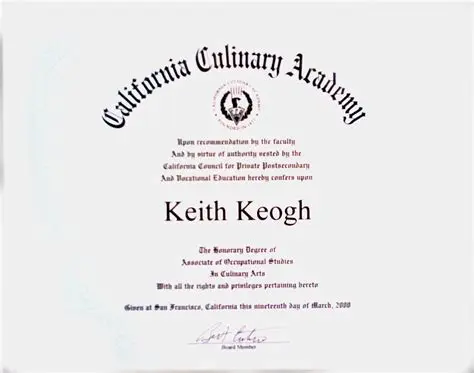 California Culinary Academy
Upon recommendation by the faculty
And by virtue of authority vested by the
California Council for Private Postsecondary
And Vocational Education hereby confers upon
Keith Keogh
The Honorary Degree of
Associate of Occupational Studies
In Culinary Arts
With all the rights and privileges pertaining hereto
Given at San Francisco, California this nineteenth day of March, 2000
Board Member